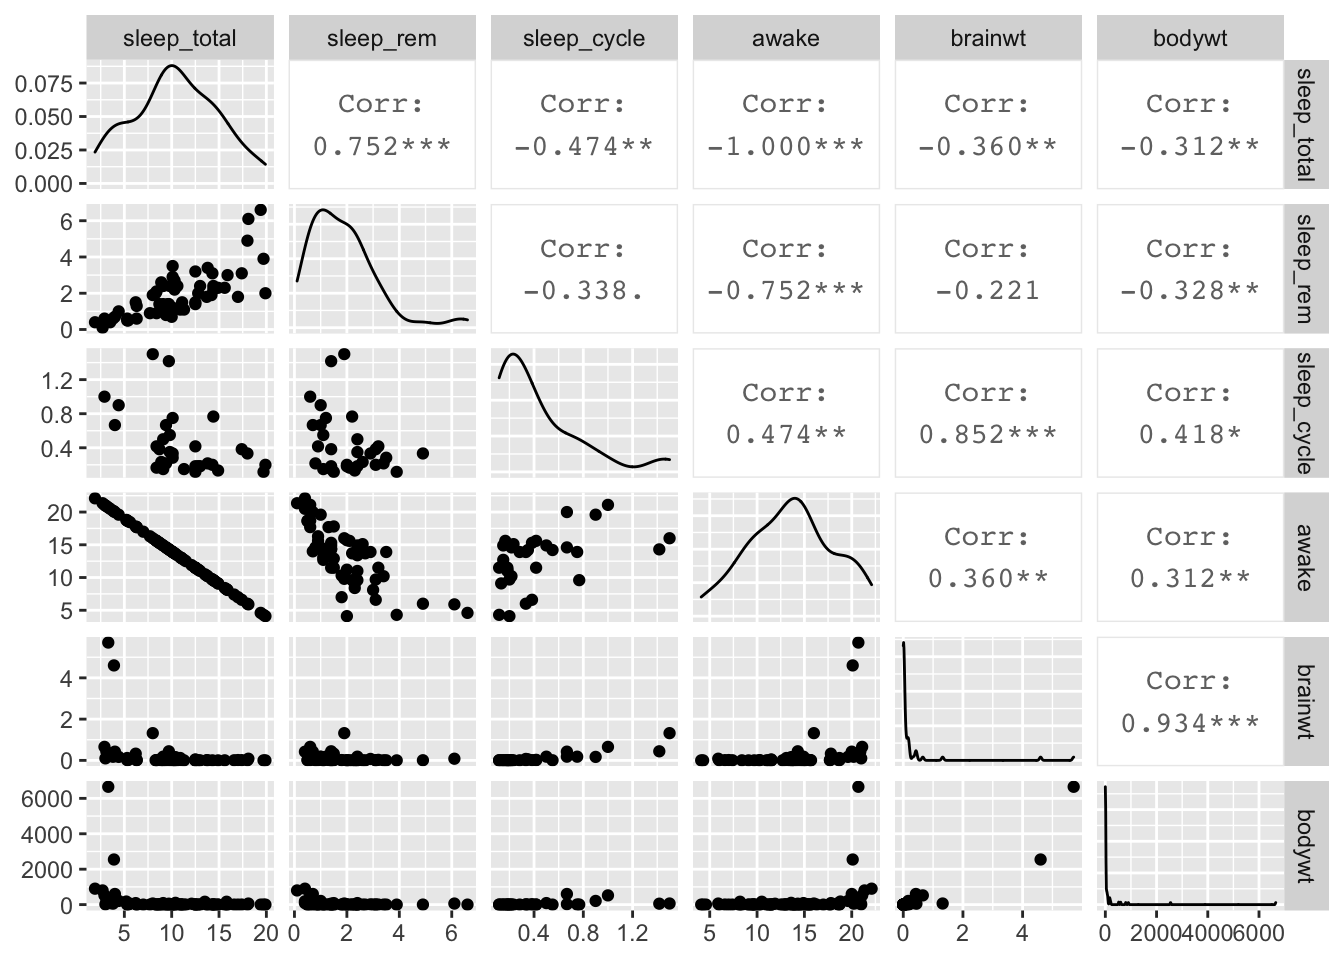 sleep_total sleep_rem sleep_cycle awake brainwt bodywt
0.075
0.050
0.025
0.000
Corr: Corr: Corr: Corr: Corr:
0.752*** -0.474** -1.000*** -0.360** -0.312**
sleep_total
6
4
2
0
Corr: Corr: Corr: Corr:
-0.338. -0.752*** -0.221 -0.328**
sleep_rem
1.2
0.8
0.4
Corr: Corr: Corr:
0.474** 0.852*** 0.418*
sleep_cycle
20
15
10
5
Corr: Corr:
0.360** 0.312**
awake
4
2
0
Corr:
0.934***
brainwt
6000
4000
2000
0
bodywt
5 10 15 20 0 2 4 6 0.4 0.8 1.2 5 10 15 20 0 2 4 0 2000 4000 6000